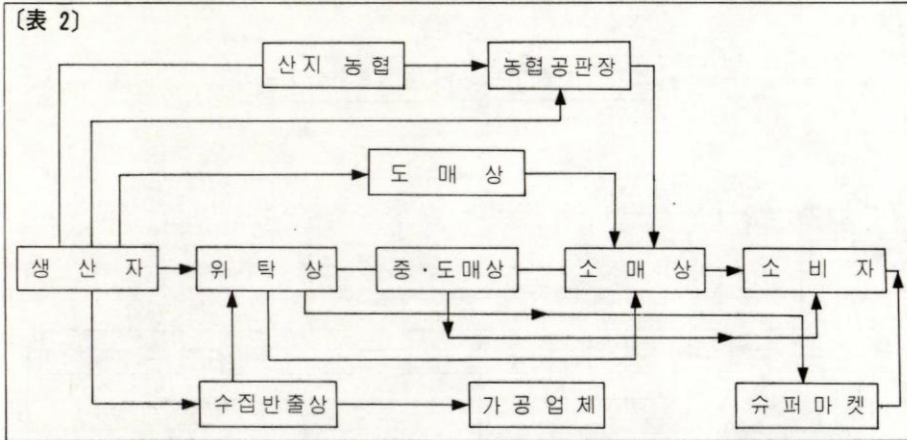 〔表 2〕
산지 농협
농협공판장
도 매 상
생 산 자
위 탁 상
중·도매상
소 매 상
소 비 자
수집반출상
가공업체
슈퍼마켓